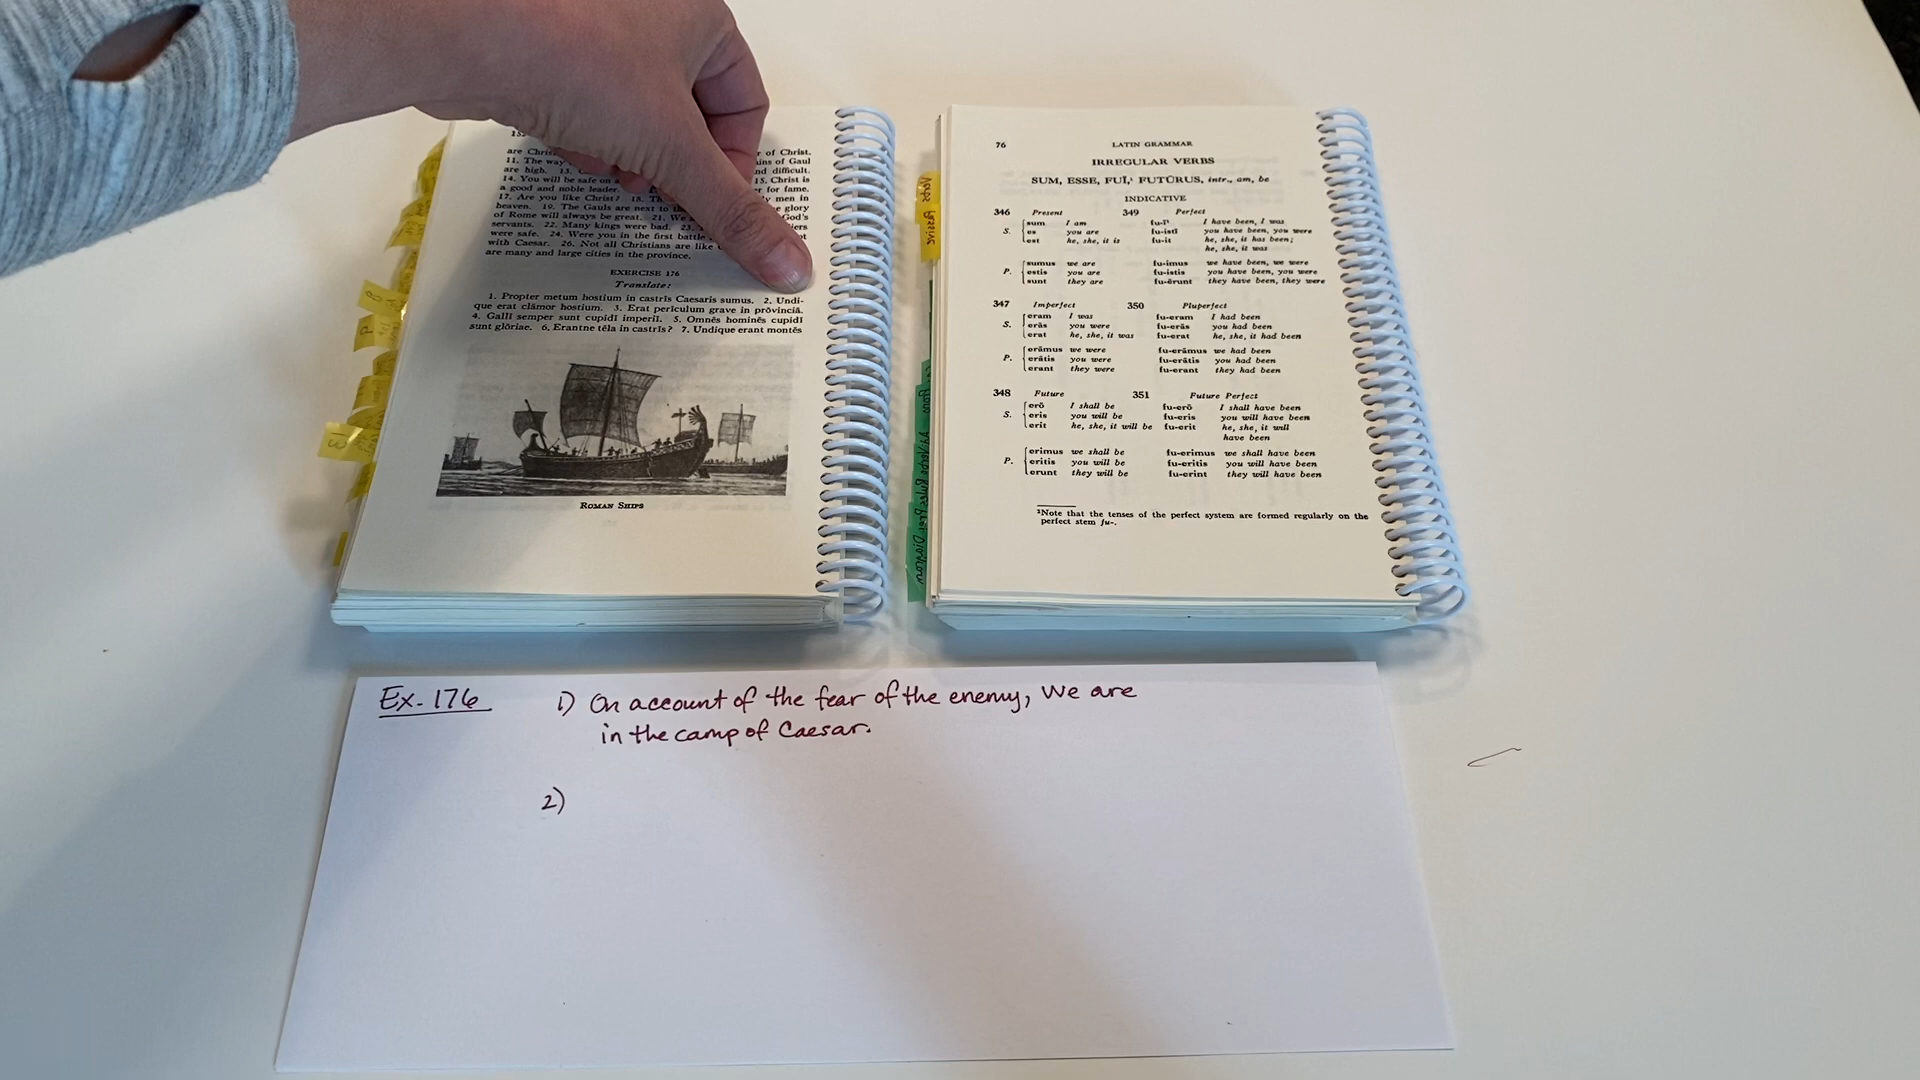 152
are Chris
r of Christ.
11. The way
ains of Gaul
are high. 13.
nd difficult.
14. You will be safe on a
15. Christ is
a good and noble leader.
r for fame.
17. Are you like Christ? 18.
y men in
heaven. 19. The Gauls are next to
e glory
of Rome will always be great. 21. We a
God's
servants. 22. Many kings were bad. 23.
iers
were safe. 24. Were you in the first battle
ot
with Caesar. 26. Not all Christians are like
are many and large cities in the province.
EXERCISE 176
Translate:
1. Propter metum hostium in castrīs Caesaris sumus. 2. Undi-
que erat clāmor hostium. 3. Erat perīculum grave in prōvinciā.
4. Gallī semper sunt cupidī imperiī. 5. Omnēs hominēs cupidī
sunt glōriae. 6. Erantne tēla in castrīs? 7. Undique erant montēs
ROMAN SHIPS
76 LATIN GRAMMAR
IRREGULAR VERBS
SUM, ESSE, FUĪ,¹ FUTŪRUS, intr., am, be
INDICATIVE
346 Present 349 Perfect
sum I am fu-ī¹ I have been, I was
S. es you are fu-istī you have been, you were
est he, she, it is fu-it he, she, it has been;
he, she, it was
sumus we are fu-imus we have been, we were
P. estis you are fu-istis you have been, you were
sunt they are fu-ērunt they have been, they were
347 Imperfect 350 Pluperfect
eram I was fu-eram I had been
S. erās you were fu-erās you had been
erat he, she, it was fu-erat he, she, it had been
erāmus we were fu-erāmus we had been
P. erātis you were fu-erātis you had been
erant they were fu-erant they had been
348 Future 351 Future Perfect
erō I shall be fu-erō I shall have been
S. eris you will be fu-eris you will have been
erit he, she, it will be fu-erit he, she, it will
have been
erimus we shall be fu-erimus we shall have been
P. eritis you will be fu-eritis you will have been
erunt they will be fu-erint they will have been
¹Note that the tenses of the perfect system are formed regularly on the
perfect stem fu-.
Ex. 176 1) On account of the fear of the enemy, We are
in the camp of Caesar.
2)